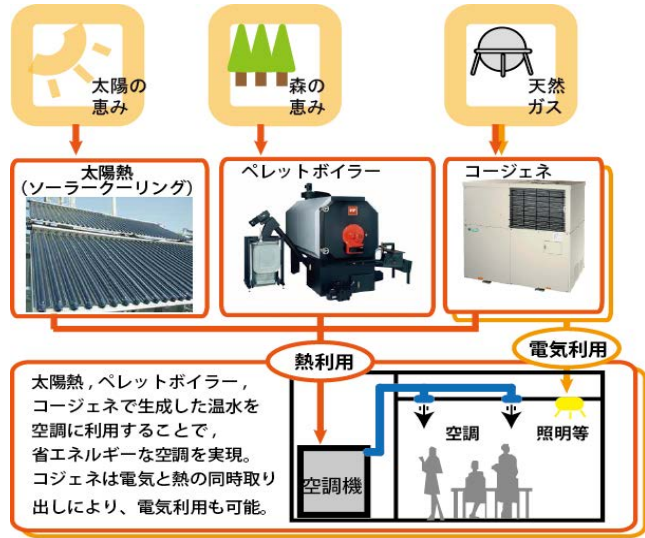 太陽の
恵み
森の
恵み
天然
ガス
太陽熱
（ソーラークーリング）
ペレットボイラー
コージェネ
熱利用
電気利用
太陽熱，ペレットボイラー，
コージェネで生成した温水を
空調に利用することで，
省エネルギーな空調を実現。
コジェネは電気と熱の同時取り
出しにより、電気利用も可能。
空調機
空調
照明等